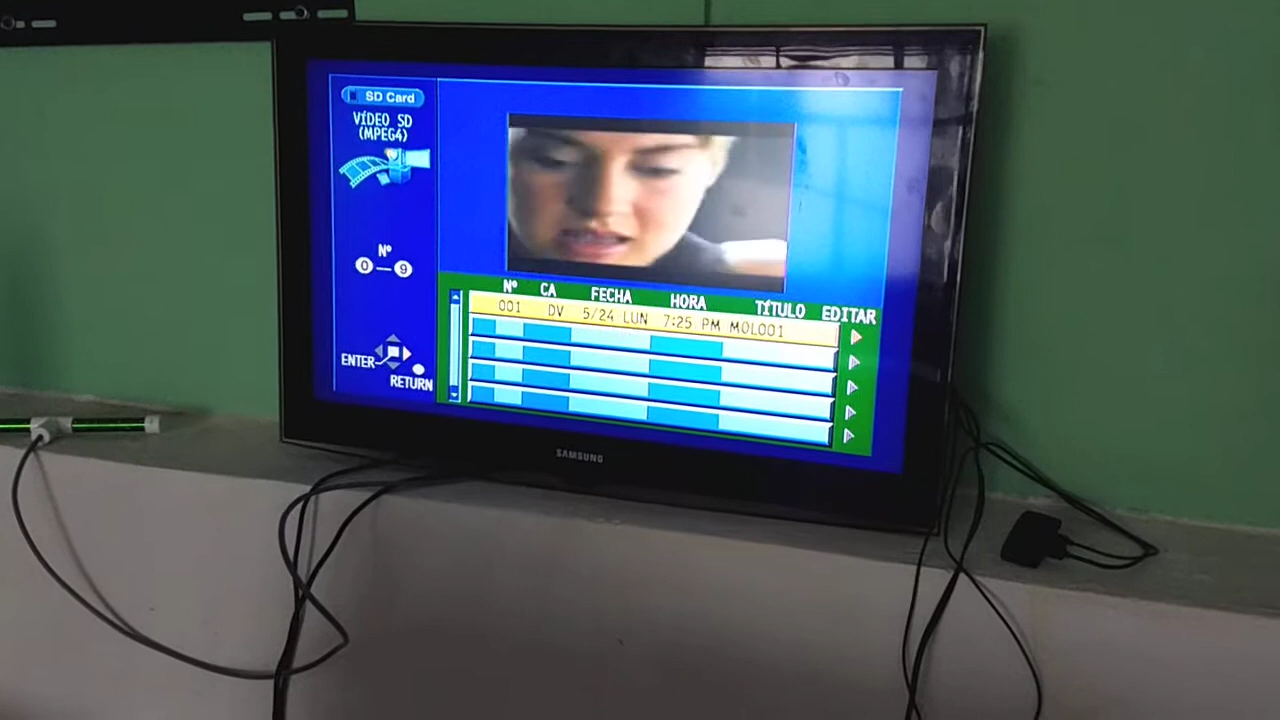 SD Card
VÍDEO SD
(MPEG4)
Nº
0 — 9
ENTER
RETURN
Nº CA FECHA HORA TÍTULO EDITAR
001 DV 5/24 LUN 7:25 PM MOL001
SAMSUNG